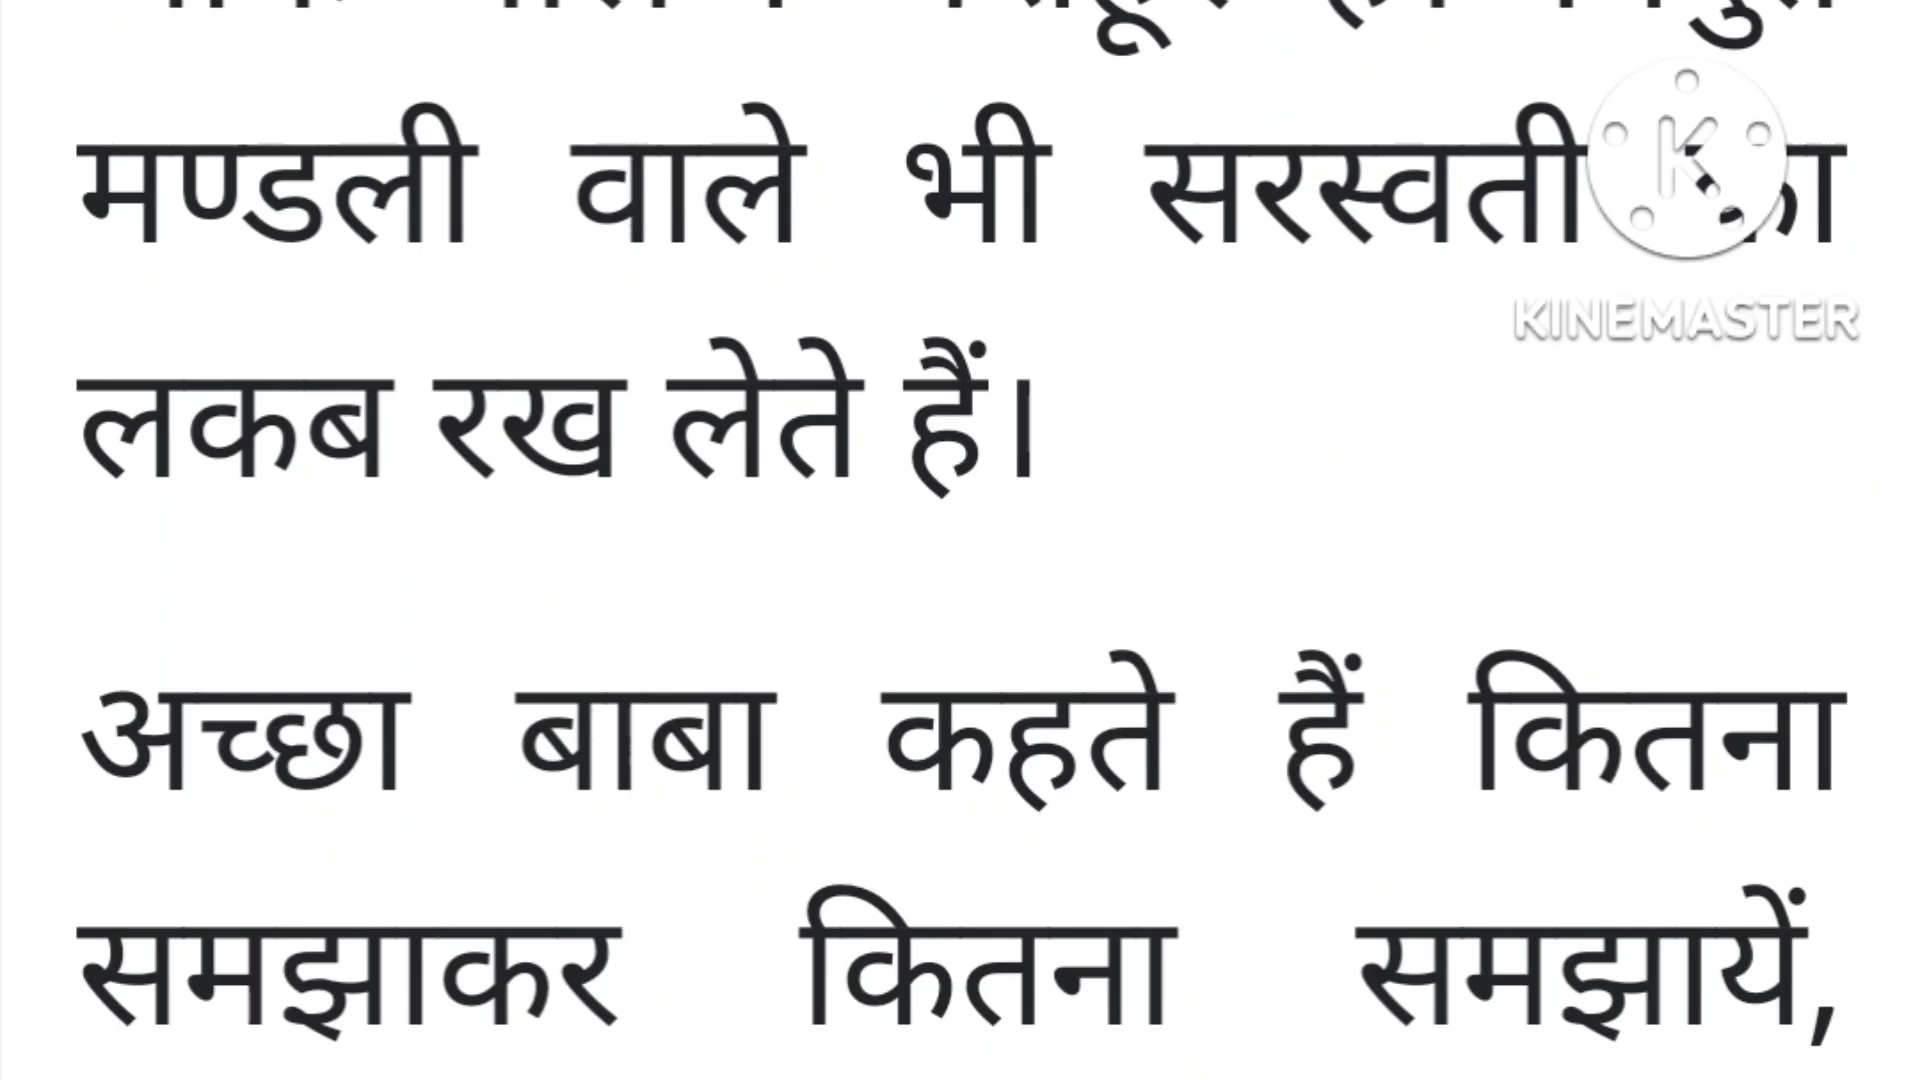 मण्डली वाले भी सरस्वती का
KINEMASTER
लकब रख लेते हैं।
अच्छा बाबा कहते हैं कितना
समझाकर कितना समझायें,